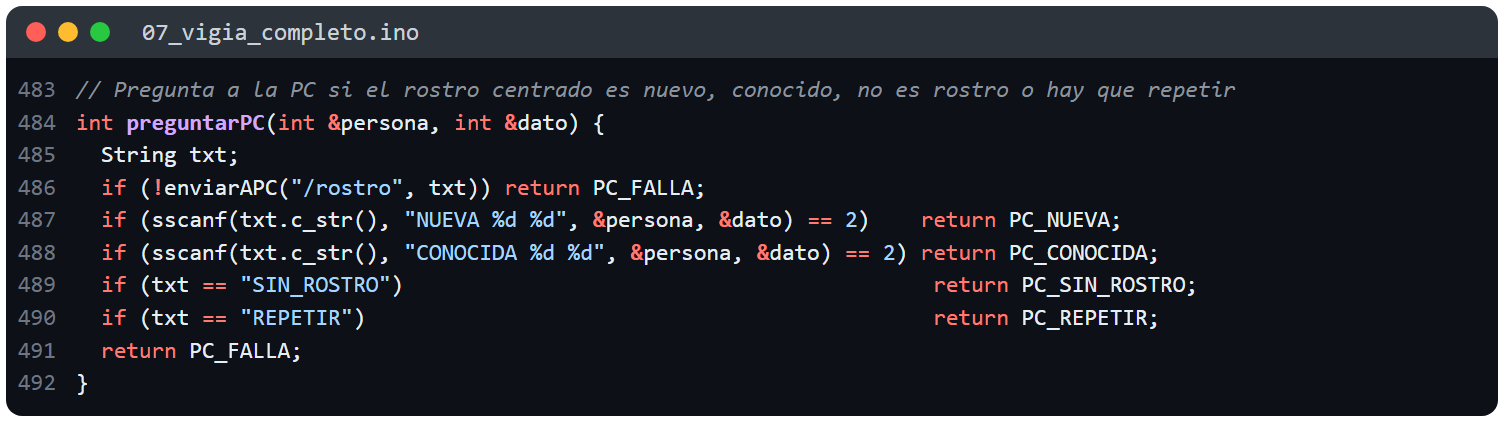 07_vigia_completo.ino
483 // Pregunta a la PC si el rostro centrado es nuevo, conocido, no es rostro o hay que repetir
484 int preguntarPC(int &persona, int &dato) {
485   String txt;
486   if (!enviarAPC("/rostro", txt)) return PC_FALLA;
487   if (sscanf(txt.c_str(), "NUEVA %d %d", &persona, &dato) == 2)    return PC_NUEVA;
488   if (sscanf(txt.c_str(), "CONOCIDA %d %d", &persona, &dato) == 2) return PC_CONOCIDA;
489   if (txt == "SIN_ROSTRO")                                          return PC_SIN_ROSTRO;
490   if (txt == "REPETIR")                                             return PC_REPETIR;
491   return PC_FALLA;
492 }